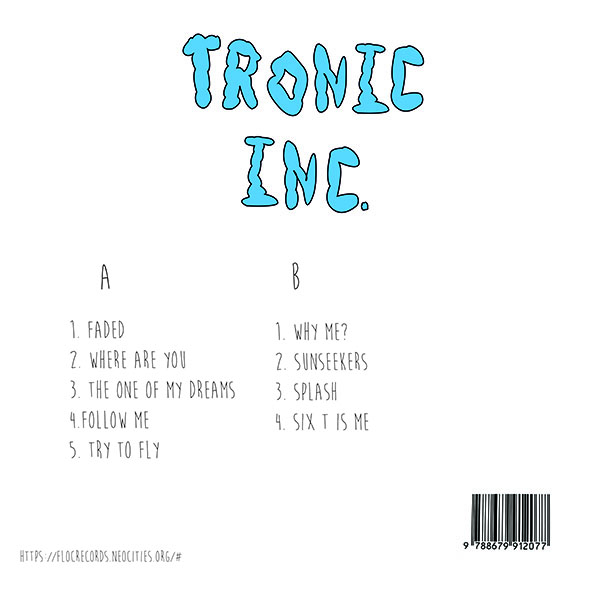 TRONIC
INC.
A
1. FADED
2. WHERE ARE YOU
3. THE ONE OF MY DREAMS
4.FOLLOW ME
5. TRY TO FLY
B
1. WHY ME?
2. SUNSEEKERS
3. SPLASH
4. SIX T IS ME
9 788679 912077
HTTPS://FLOCRECORDS.NEOCITIES.ORG/#